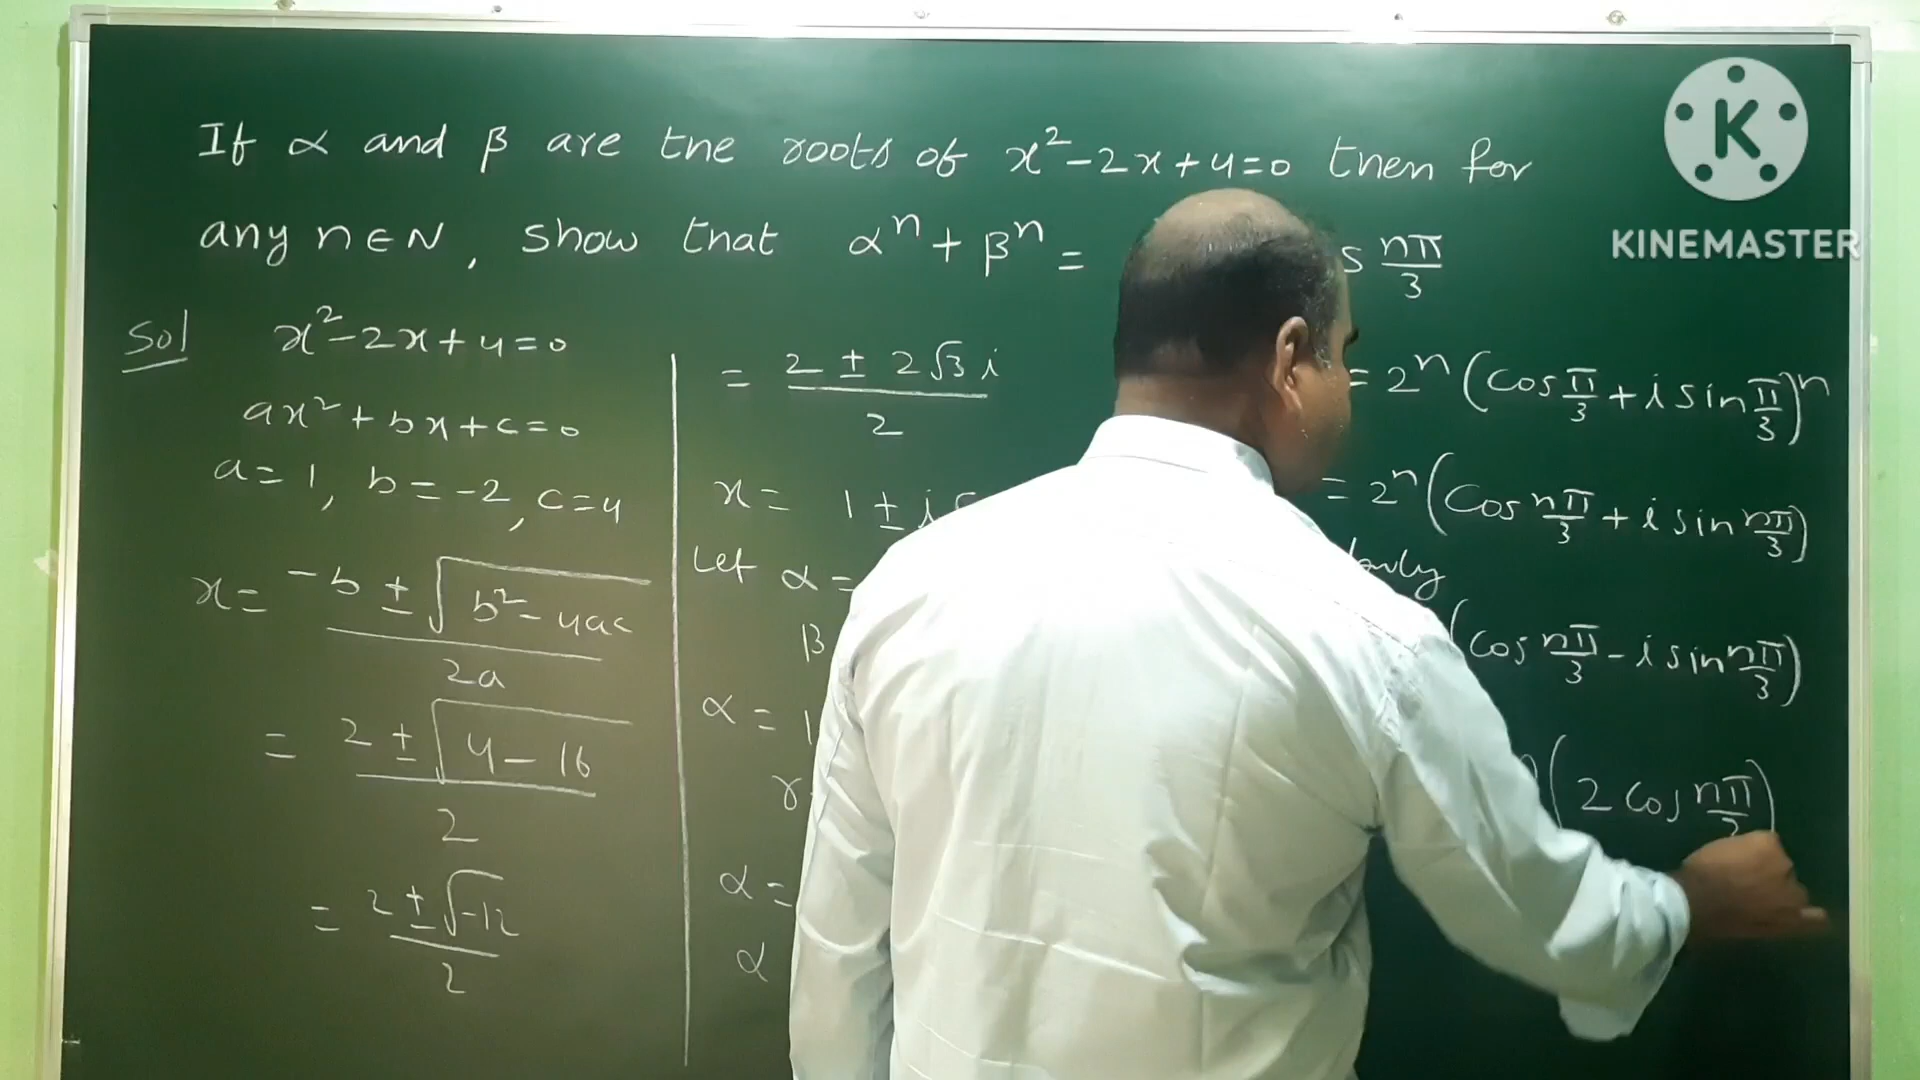 If α and β are the roots of x²-2x+4=0 then for
any n∈N, show that αⁿ+βⁿ= s nπ/3
Sol x²-2x+4=0
ax²+bx+c=0
a=1, b=-2, c=4
x= -b ± √(b²-4ac) / 2a
= 2 ± √(4-16) / 2
= 2 ± √-12 / 2
= 2 ± 2√3 i / 2
x= 1 ± i
Let α=
β
α = 1
r
α=
α
= 2ⁿ (cos π/3 + i sin π/3)ⁿ
= 2ⁿ (cos nπ/3 + i sin nπ/3)
(cos nπ/3 - i sin nπ/3)
(2 cos nπ/3)
KINEMASTER